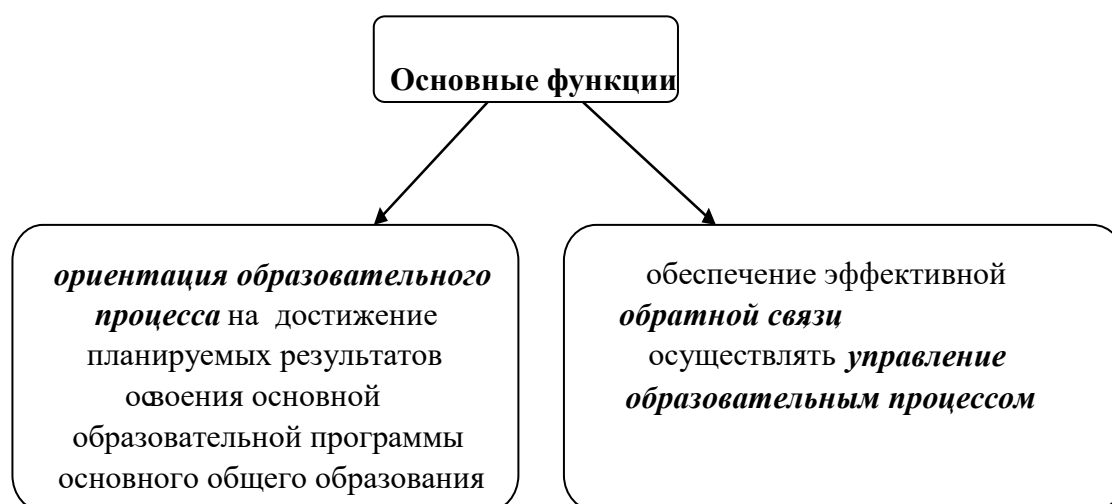 Основные функции
ориентация образовательного
процесса на достижение
планируемых результатов
освоения основной
образовательной программы
основного общего образования
обеспечение эффективной
обратной связи,
осуществлять управление
образовательным процессом